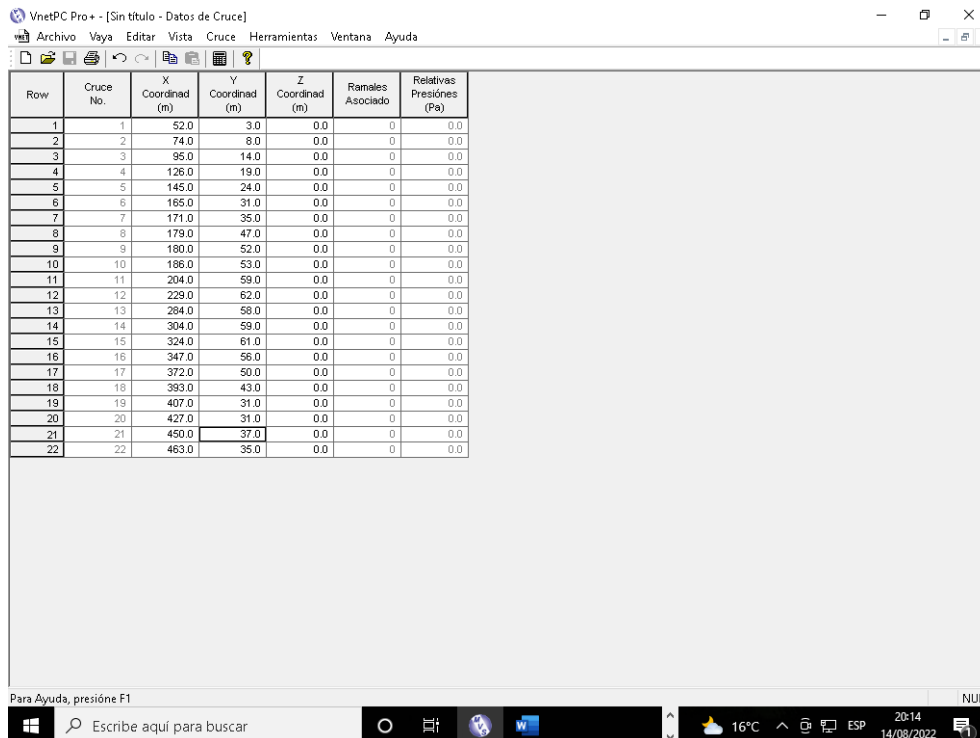 VnetPC Pro+ - [Sin título - Datos de Cruce]
Archivo Vaya Editar Vista Cruce Herramientas Ventana Ayuda
Row Cruce No. X Coordinad (m) Y Coordinad (m) Z Coordinad (m) Ramales Asociado Relativas Presiónes (Pa)
1 1 52.0 3.0 0.0 0 0.0
2 2 74.0 8.0 0.0 0 0.0
3 3 95.0 14.0 0.0 0 0.0
4 4 126.0 19.0 0.0 0 0.0
5 5 145.0 24.0 0.0 0 0.0
6 6 165.0 31.0 0.0 0 0.0
7 7 171.0 35.0 0.0 0 0.0
8 8 179.0 47.0 0.0 0 0.0
9 9 180.0 52.0 0.0 0 0.0
10 10 186.0 53.0 0.0 0 0.0
11 11 204.0 59.0 0.0 0 0.0
12 12 229.0 62.0 0.0 0 0.0
13 13 284.0 58.0 0.0 0 0.0
14 14 304.0 59.0 0.0 0 0.0
15 15 324.0 61.0 0.0 0 0.0
16 16 347.0 56.0 0.0 0 0.0
17 17 372.0 50.0 0.0 0 0.0
18 18 393.0 43.0 0.0 0 0.0
19 19 407.0 31.0 0.0 0 0.0
20 20 427.0 31.0 0.0 0 0.0
21 21 450.0 37.0 0.0 0 0.0
22 22 463.0 35.0 0.0 0 0.0
Para Ayuda, presióne F1
NU
Escribe aquí para buscar
16°C
ESP
20:14
14/08/2022